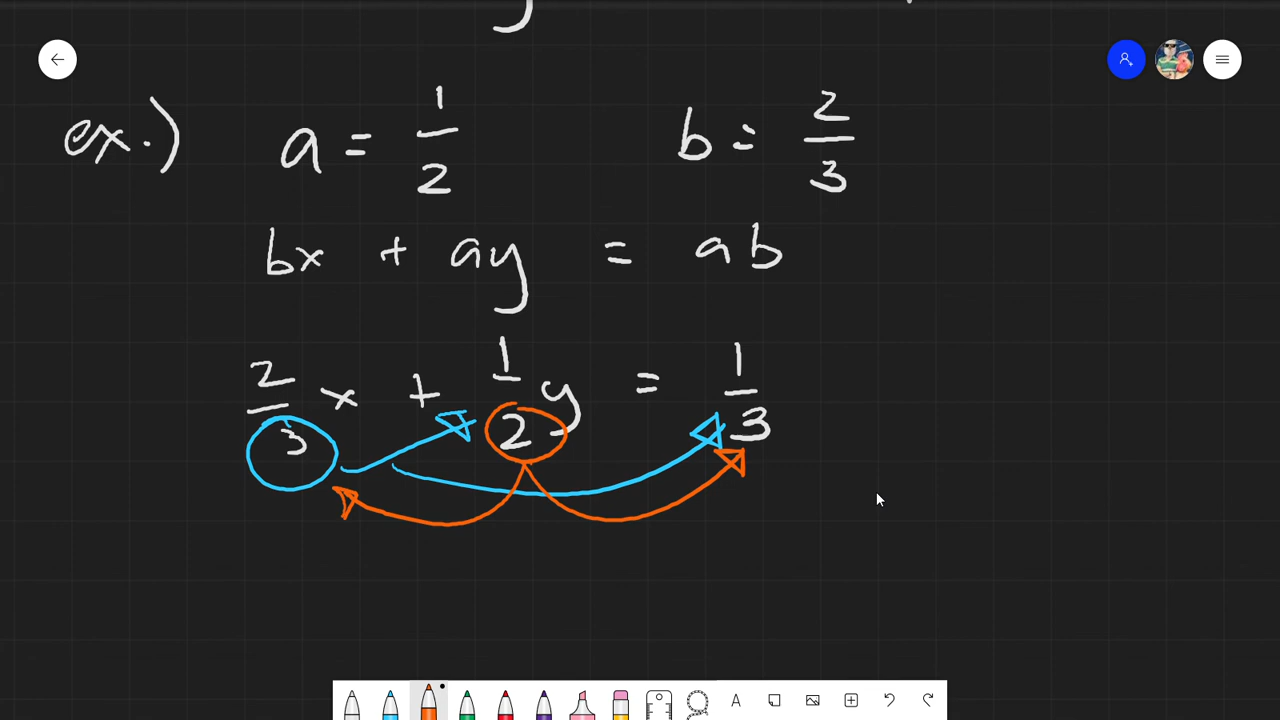 ex.) a = 1/2 b = 2/3
bx + ay = ab
2/3 x + 1/2 y = 1/3
A